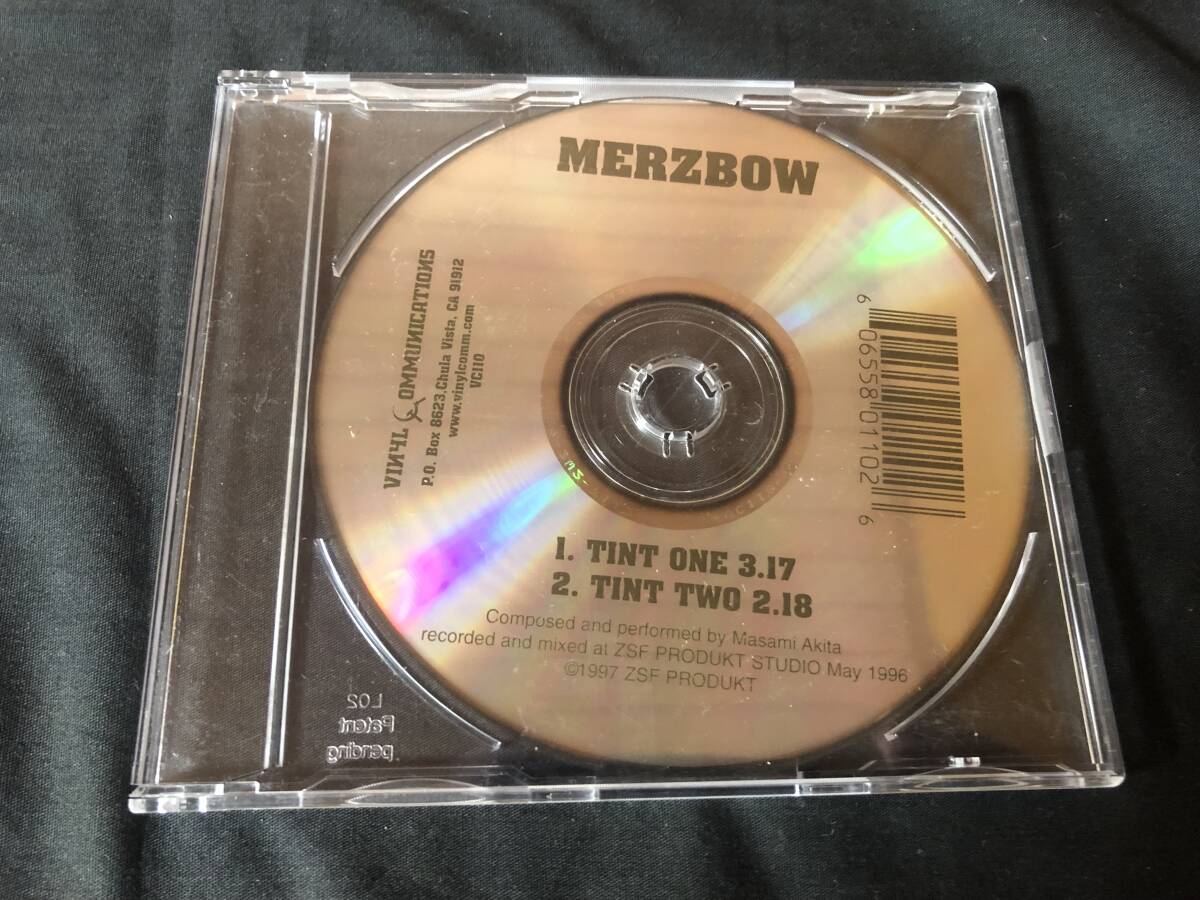 MERZBOW
VINYL COMMUNICATIONS
P.O. Box 8623, Chula Vista, CA 91912
www.vinylcomm.com
VC110
6 06558 01102 6
1. TINT ONE 3.17
2. TINT TWO 2.18
Composed and performed by Masami Akita
recorded and mixed at ZSF PRODUKT STUDIO May 1996
©1997 ZSF PRODUKT
L02
Patent
pending